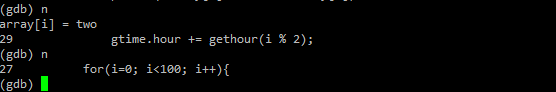 (gdb) n
array[i] = two
29 gtime.hour += gethour(i % 2);
(gdb) n
27 for(i=0; i<100; i++){
(gdb)